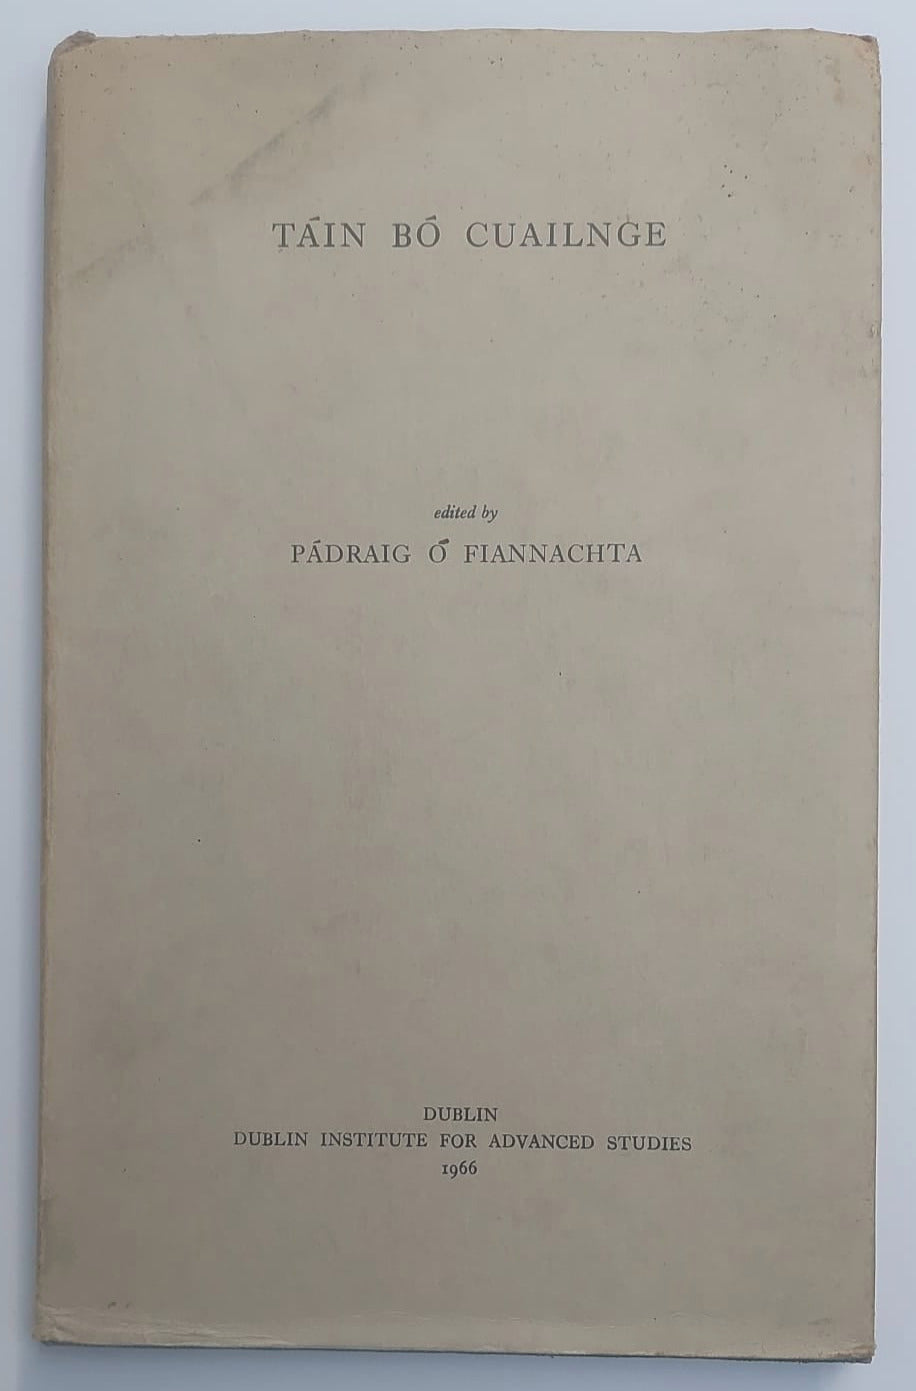 TÁIN BÓ CUAILNGE
edited by
PÁDRAIG Ó FIANNACHTA
DUBLIN
DUBLIN INSTITUTE FOR ADVANCED STUDIES
1966